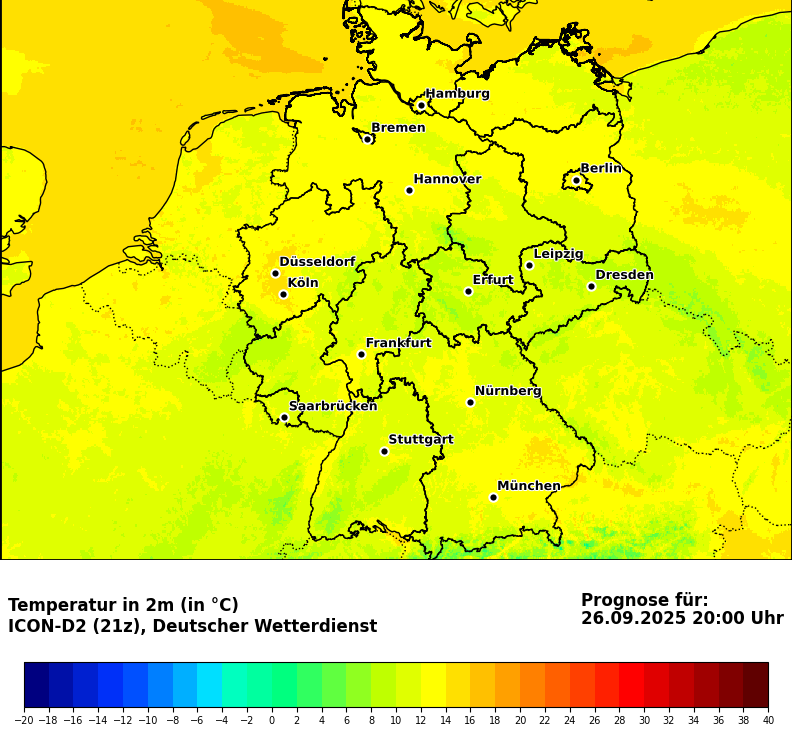 Hamburg
Bremen
Berlin
Hannover
Leipzig
Düsseldorf
Dresden
Köln
Erfurt
Frankfurt
Nürnberg
Saarbrücken
Stuttgart
München
Temperatur in 2m (in °C)
ICON-D2 (21z), Deutscher Wetterdienst
Prognose für:
26.09.2025 20:00 Uhr
−20 −18 −16 −14 −12 −10 −8 −6 −4 −2 0 2 4 6 8 10 12 14 16 18 20 22 24 26 28 30 32 34 36 38 40